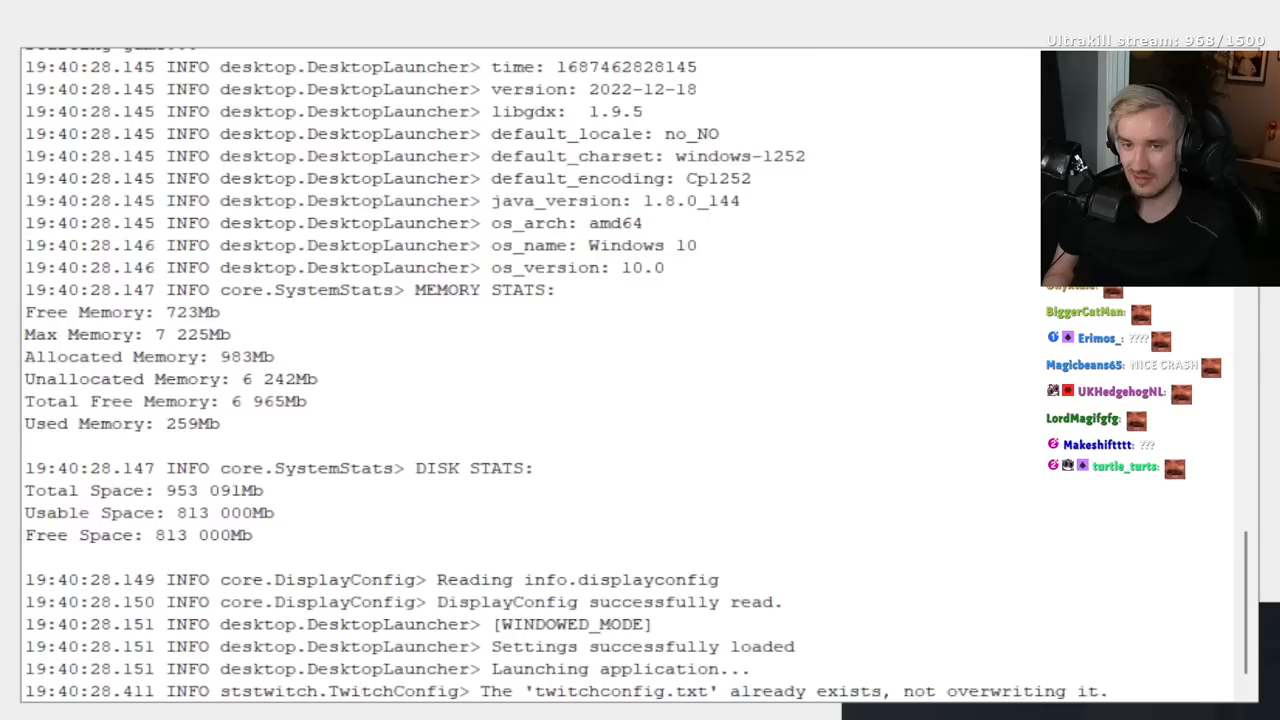 Ultrakill stream: 968/1500
19:40:28.145 INFO desktop.DesktopLauncher> time: 1687462828145
19:40:28.145 INFO desktop.DesktopLauncher> version: 2022-12-18
19:40:28.145 INFO desktop.DesktopLauncher> libgdx: 1.9.5
19:40:28.145 INFO desktop.DesktopLauncher> default_locale: no_NO
19:40:28.145 INFO desktop.DesktopLauncher> default_charset: windows-1252
19:40:28.145 INFO desktop.DesktopLauncher> default_encoding: Cp1252
19:40:28.145 INFO desktop.DesktopLauncher> java_version: 1.8.0_144
19:40:28.145 INFO desktop.DesktopLauncher> os_arch: amd64
19:40:28.146 INFO desktop.DesktopLauncher> os_name: Windows 10
19:40:28.146 INFO desktop.DesktopLauncher> os_version: 10.0
19:40:28.147 INFO core.SystemStats> MEMORY STATS:
Free Memory: 723Mb
Max Memory: 7 225Mb
Allocated Memory: 983Mb
Unallocated Memory: 6 242Mb
Total Free Memory: 6 965Mb
Used Memory: 259Mb
19:40:28.147 INFO core.SystemStats> DISK STATS:
Total Space: 953 091Mb
Usable Space: 813 000Mb
Free Space: 813 000Mb
19:40:28.149 INFO core.DisplayConfig> Reading info.displayconfig
19:40:28.150 INFO core.DisplayConfig> DisplayConfig successfully read.
19:40:28.151 INFO desktop.DesktopLauncher> [WINDOWED_MODE]
19:40:28.151 INFO desktop.DesktopLauncher> Settings successfully loaded
19:40:28.151 INFO desktop.DesktopLauncher> Launching application...
19:40:28.411 INFO ststwitch.TwitchConfig> The 'twitchconfig.txt' already exists, not overwriting it.
BiggerCatMan:
Erimos_: ????
Magicbeans65: NICE CRASH
UKHedgehogNL:
LordMagifgfg:
Makeshiftttt: ???
turtle_turts: